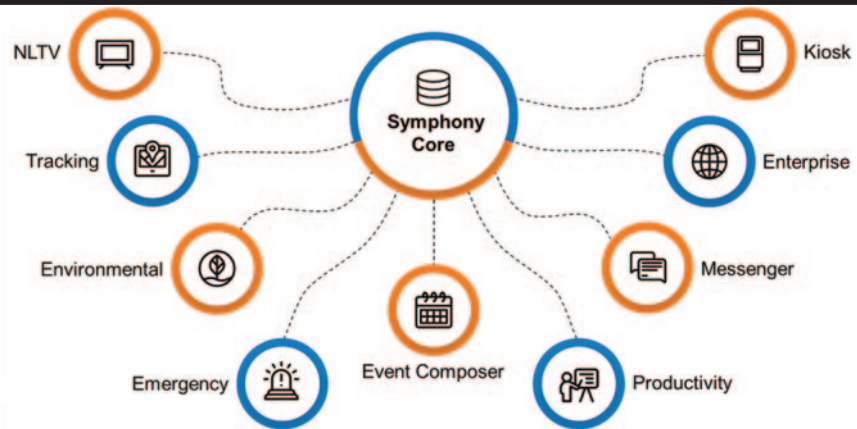 NLTV
Kiosk
Symphony
Core
Tracking
Enterprise
Environmental
Messenger
Event Composer
Emergency
Productivity